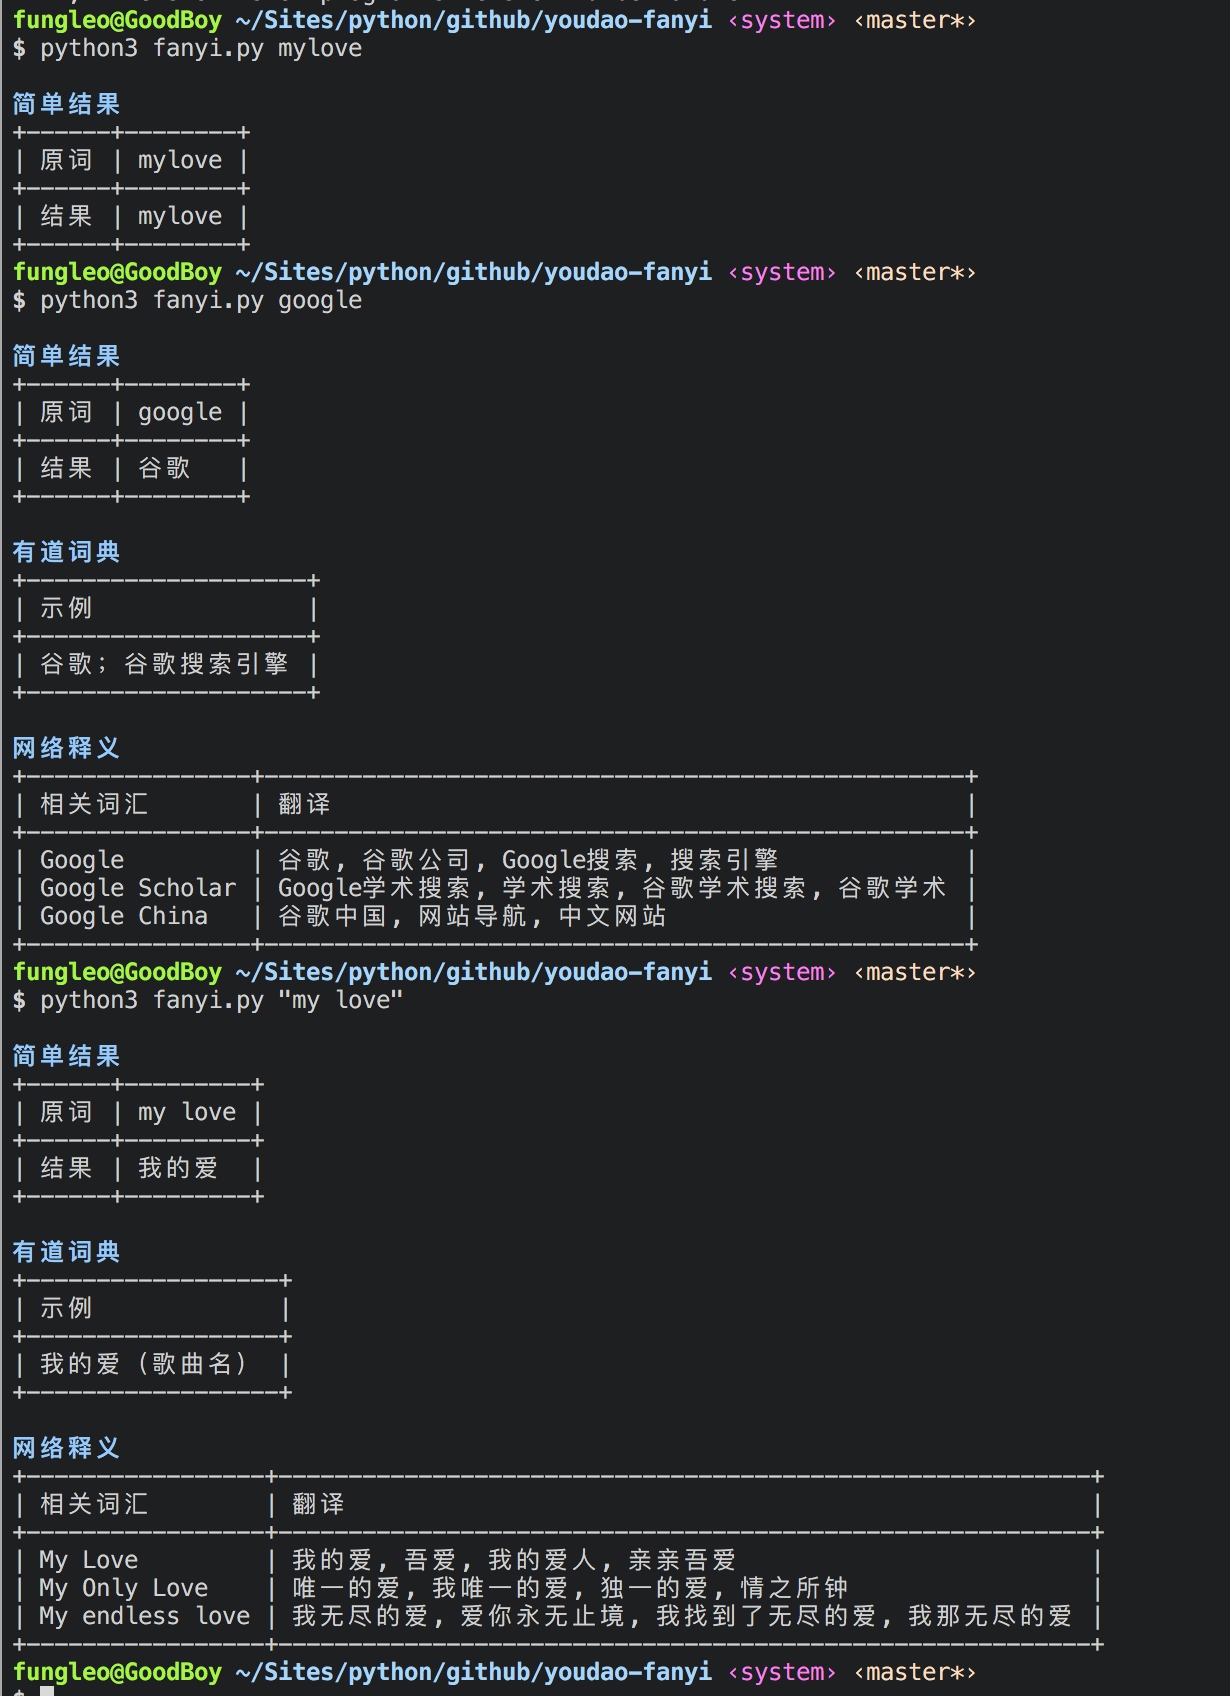 fungleo@GoodBoy ~/Sites/python/github/youdao-fanyi ‹system› ‹master*›
$ python3 fanyi.py mylove
简单结果
+------+--------+
| 原词 | mylove |
+------+--------+
| 结果 | mylove |
+------+--------+
fungleo@GoodBoy ~/Sites/python/github/youdao-fanyi ‹system› ‹master*›
$ python3 fanyi.py google
简单结果
+------+--------+
| 原词 | google |
+------+--------+
| 结果 | 谷歌   |
+------+--------+
有道词典
+--------------------+
| 示例               |
+--------------------+
| 谷歌；谷歌搜索引擎 |
+--------------------+
网络释义
+----------------+--------------------------------------------------+
| 相关词汇       | 翻译                                             |
+----------------+--------------------------------------------------+
| Google         | 谷歌, 谷歌公司, Google搜索, 搜索引擎             |
| Google Scholar | Google学术搜索, 学术搜索, 谷歌学术搜索, 谷歌学术 |
| Google China   | 谷歌中国, 网站导航, 中文网站                     |
+----------------+--------------------------------------------------+
fungleo@GoodBoy ~/Sites/python/github/youdao-fanyi ‹system› ‹master*›
$ python3 fanyi.py "my love"
简单结果
+------+---------+
| 原词 | my love |
+------+---------+
| 结果 | 我的爱  |
+------+---------+
有道词典
+------------------+
| 示例             |
+------------------+
| 我的爱（歌曲名） |
+------------------+
网络释义
+-----------------+----------------------------------------------------------+
| 相关词汇        | 翻译                                                     |
+-----------------+----------------------------------------------------------+
| My Love         | 我的爱, 吾爱, 我的爱人, 亲亲吾爱                         |
| My Only Love    | 唯一的爱, 我唯一的爱, 独一的爱, 情之所钟                 |
| My endless love | 我无尽的爱, 爱你永无止境, 我找到了无尽的爱, 我那无尽的爱 |
+-----------------+----------------------------------------------------------+
fungleo@GoodBoy ~/Sites/python/github/youdao-fanyi ‹system› ‹master*›
$